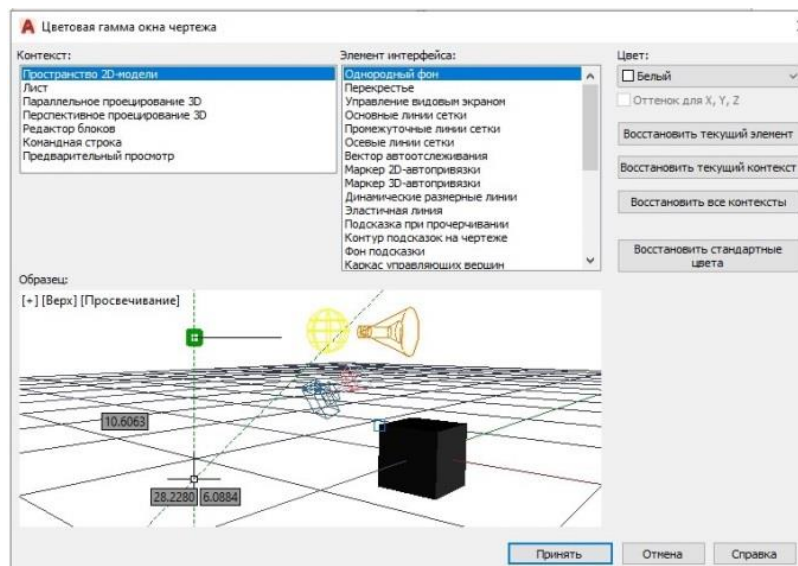 Цветовая гамма окна чертежа
Контекст:
Пространство 2D-модели
Лист
Параллельное проецирование 3D
Перспективное проецирование 3D
Редактор блоков
Командная строка
Предварительный просмотр
Элемент интерфейса:
Однородный фон
Перекрестье
Управление видовым экраном
Основные линии сетки
Промежуточные линии сетки
Осевые линии сетки
Вектор автоотслеживания
Маркер 2D-автопривязки
Маркер 3D-автопривязки
Динамические размерные линии
Эластичная линия
Подсказка при прочерчивании
Контур подсказок на чертеже
Фон подсказки
Каркас управляющих вершин
Цвет:
Белый
Оттенок для X, Y, Z
Восстановить текущий элемент
Восстановить текущий контекст
Восстановить все контексты
Восстановить стандартные
цвета
Образец:
[+] [Верх] [Просвечивание]
10.6063
28.2280 6.0884
Принять
Отмена
Справка